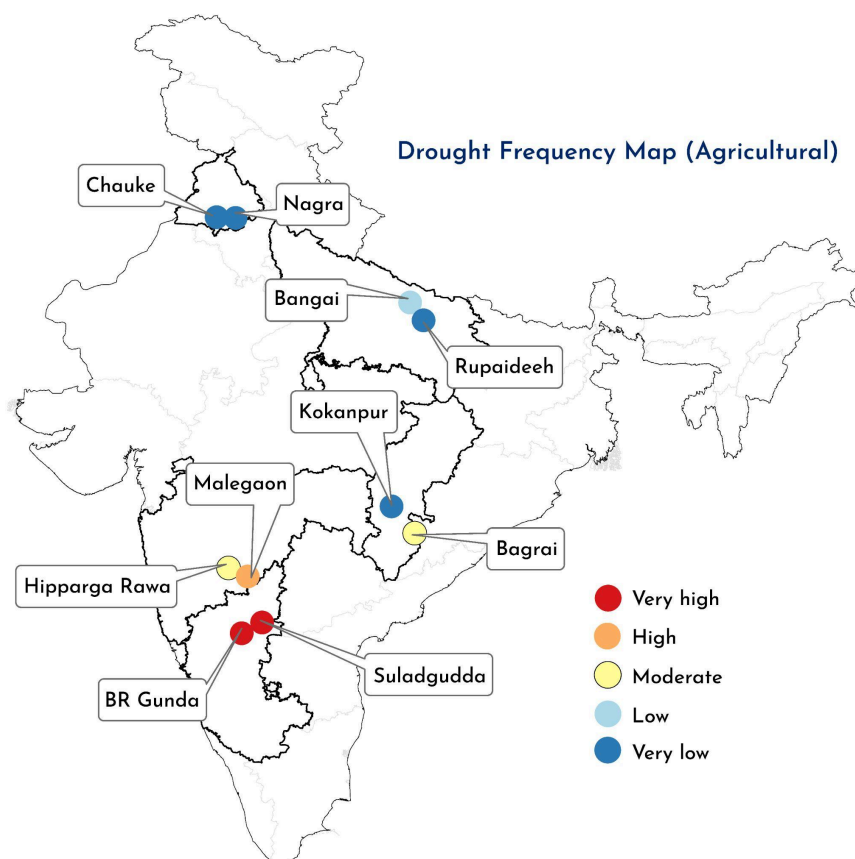 Drought Frequency Map (Agricultural)
Chauke
Nagra
Bangai
Rupaideeh
Kokanpur
Malegaon
Bagrai
Hipparga Rawa
Suladgudda
BR Gunda
Very high
High
Moderate
Low
Very low